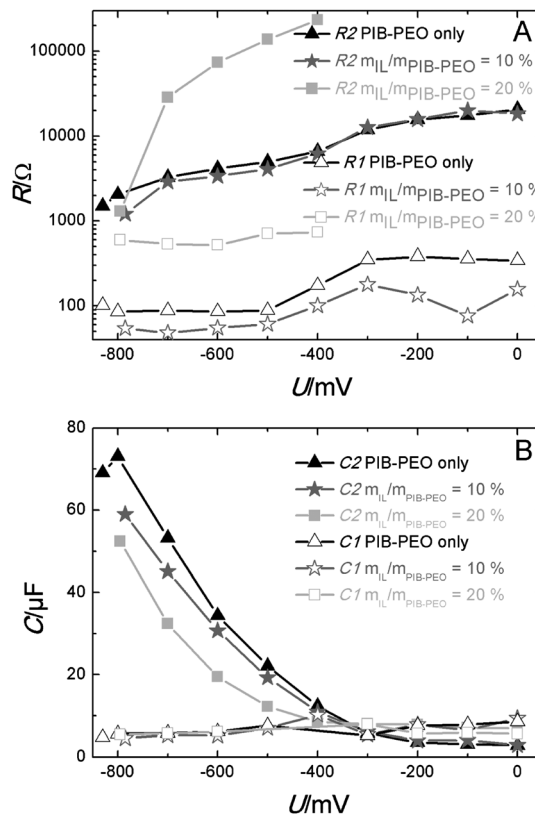 A
R2 PIB-PEO only
R2 mIL/mPIB-PEO = 10 %
R2 mIL/mPIB-PEO = 20 %
R1 PIB-PEO only
R1 mIL/mPIB-PEO = 10 %
R1 mIL/mPIB-PEO = 20 %
R/Ω
100000
10000
1000
100
-800 -600 -400 -200 0
U/mV
B
C2 PIB-PEO only
C2 mIL/mPIB-PEO = 10 %
C2 mIL/mPIB-PEO = 20 %
C1 PIB-PEO only
C1 mIL/mPIB-PEO = 10 %
C1 mIL/mPIB-PEO = 20 %
C/µF
80
60
40
20
0
-800 -600 -400 -200 0
U/mV